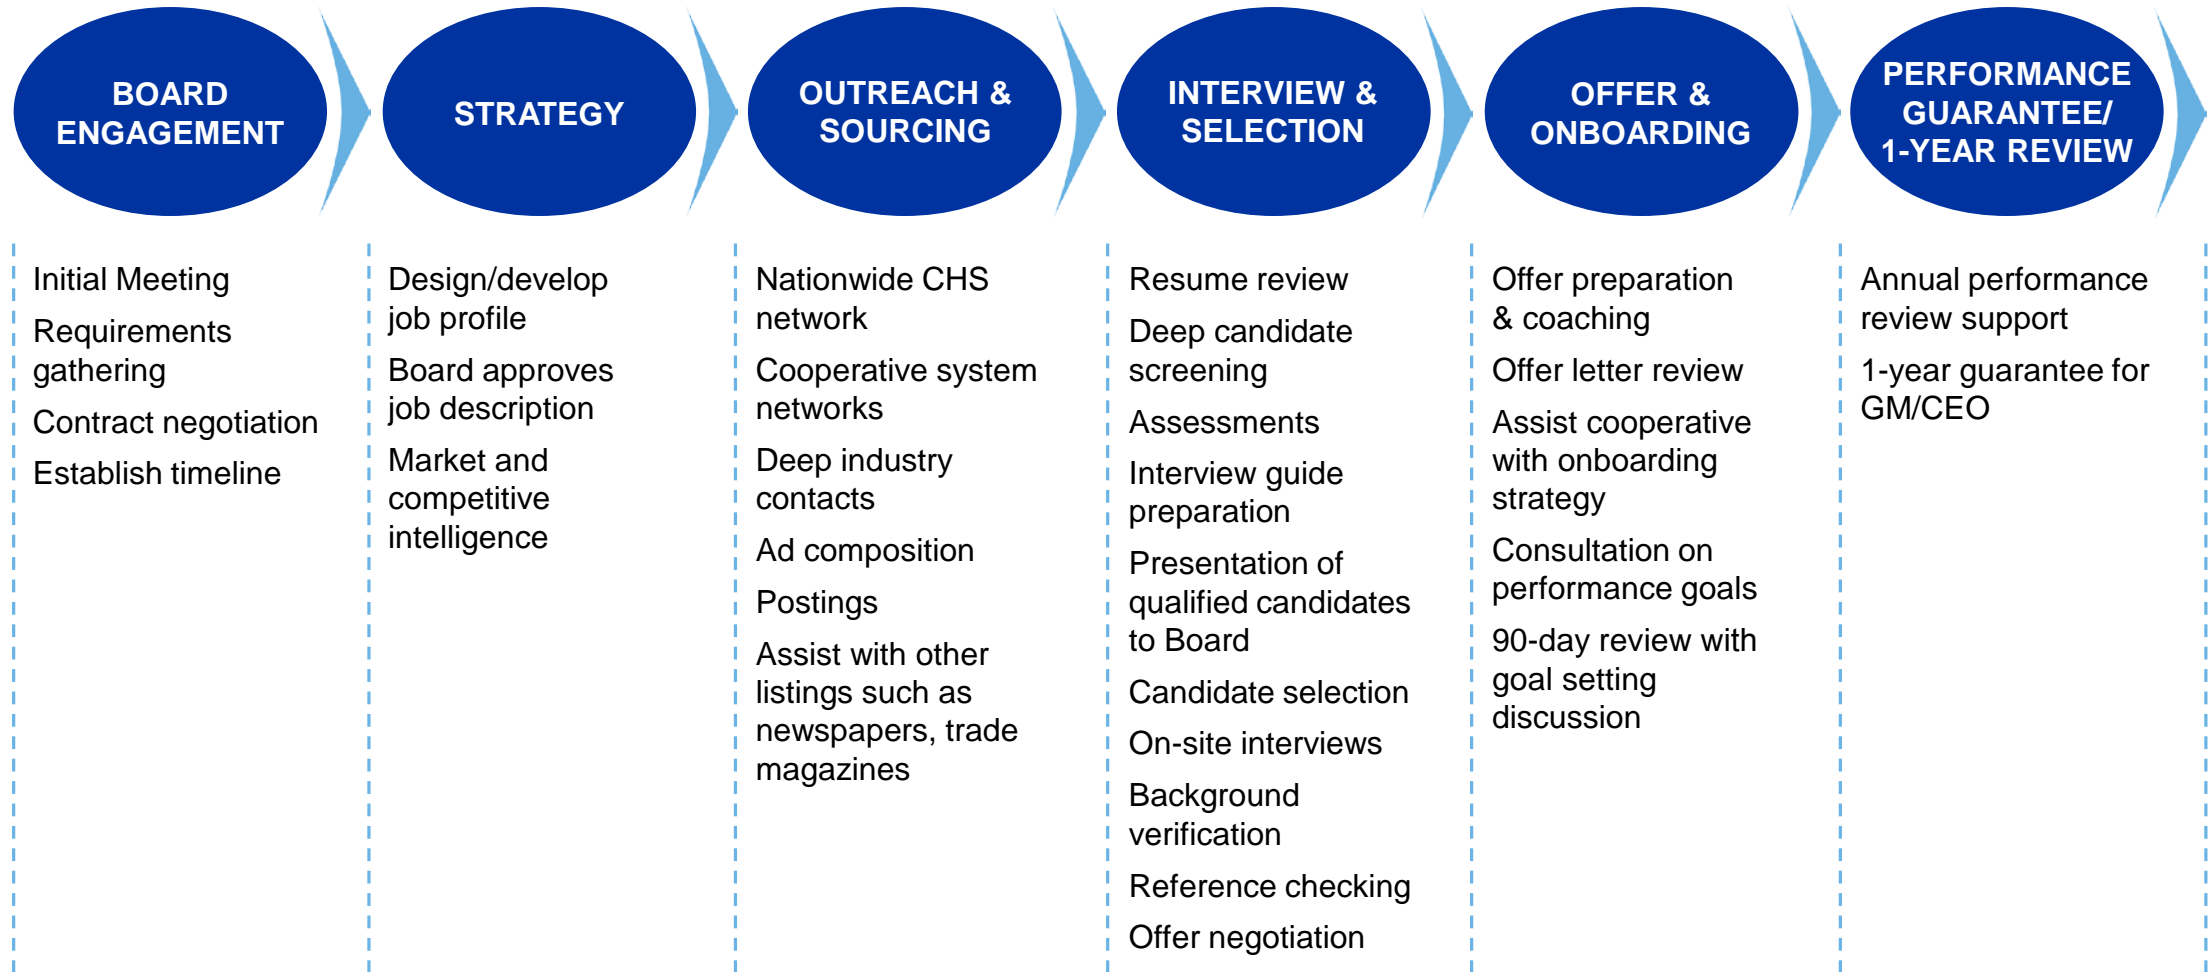 BOARD
ENGAGEMENT
STRATEGY
OUTREACH &
SOURCING
INTERVIEW &
SELECTION
OFFER &
ONBOARDING
PERFORMANCE
GUARANTEE/
1-YEAR REVIEW
Initial Meeting
Requirements
gathering
Contract negotiation
Establish timeline
Design/develop
job profile
Board approves
job description
Market and
competitive
intelligence
Nationwide CHS
network
Cooperative system
networks
Deep industry
contacts
Ad composition
Postings
Assist with other
listings such as
newspapers, trade
magazines
Resume review
Deep candidate
screening
Assessments
Interview guide
preparation
Presentation of
qualified candidates
to Board
Candidate selection
On-site interviews
Background
verification
Reference checking
Offer negotiation
Offer preparation
& coaching
Offer letter review
Assist cooperative
with onboarding
strategy
Consultation on
performance goals
90-day review with
goal setting
discussion
Annual performance
review support
1-year guarantee for
GM/CEO